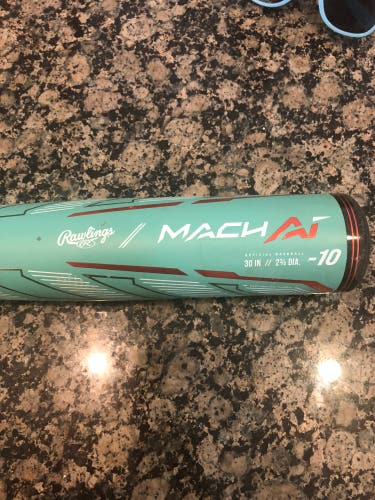 Rawlings
R
// MACH AI
OFFICIAL BASEBALL
30 IN // 2¾ DIA.
-10